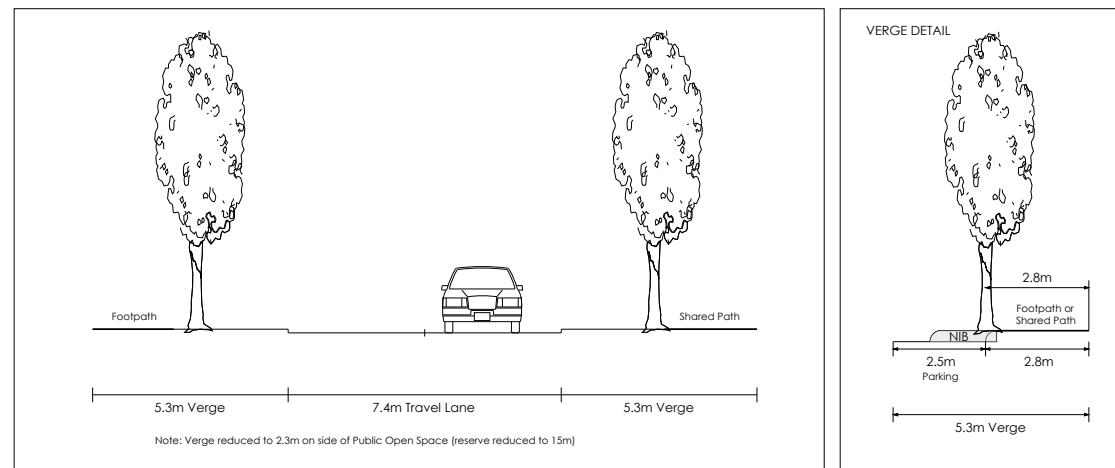 Footpath
Shared Path
5.3m Verge
7.4m Travel Lane
5.3m Verge
Note: Verge reduced to 2.3m on side of Public Open Space (reserve reduced to 15m)
VERGE DETAIL
2.8m
Footpath or
Shared Path
NIB
2.5m
Parking
2.8m
5.3m Verge